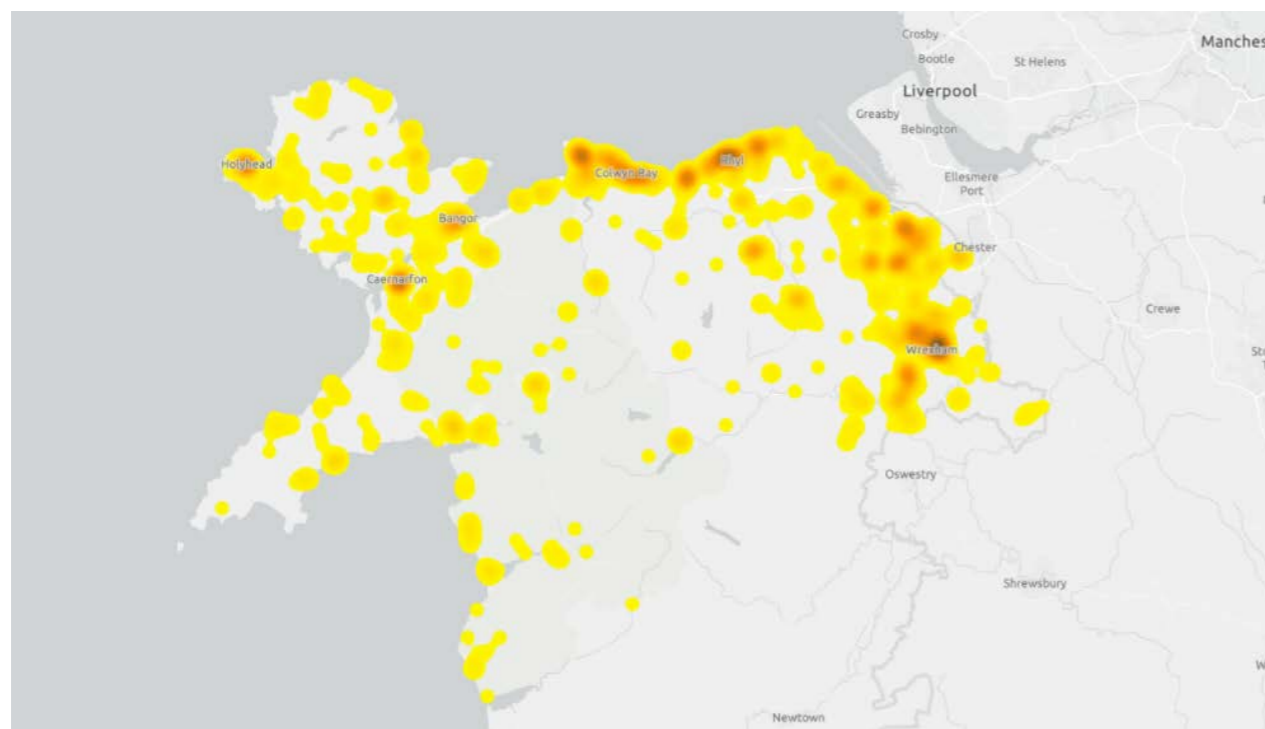 Crosby
Manches
Bootle
St Helens
Liverpool
Greasby
Bebington
Holyhead
Rhyl
Colwyn Bay
Ellesmere
Port
Bangor
Chester
Caernarfon
Crewe
Wrexham
Oswestry
Shrewsbury
Newtown